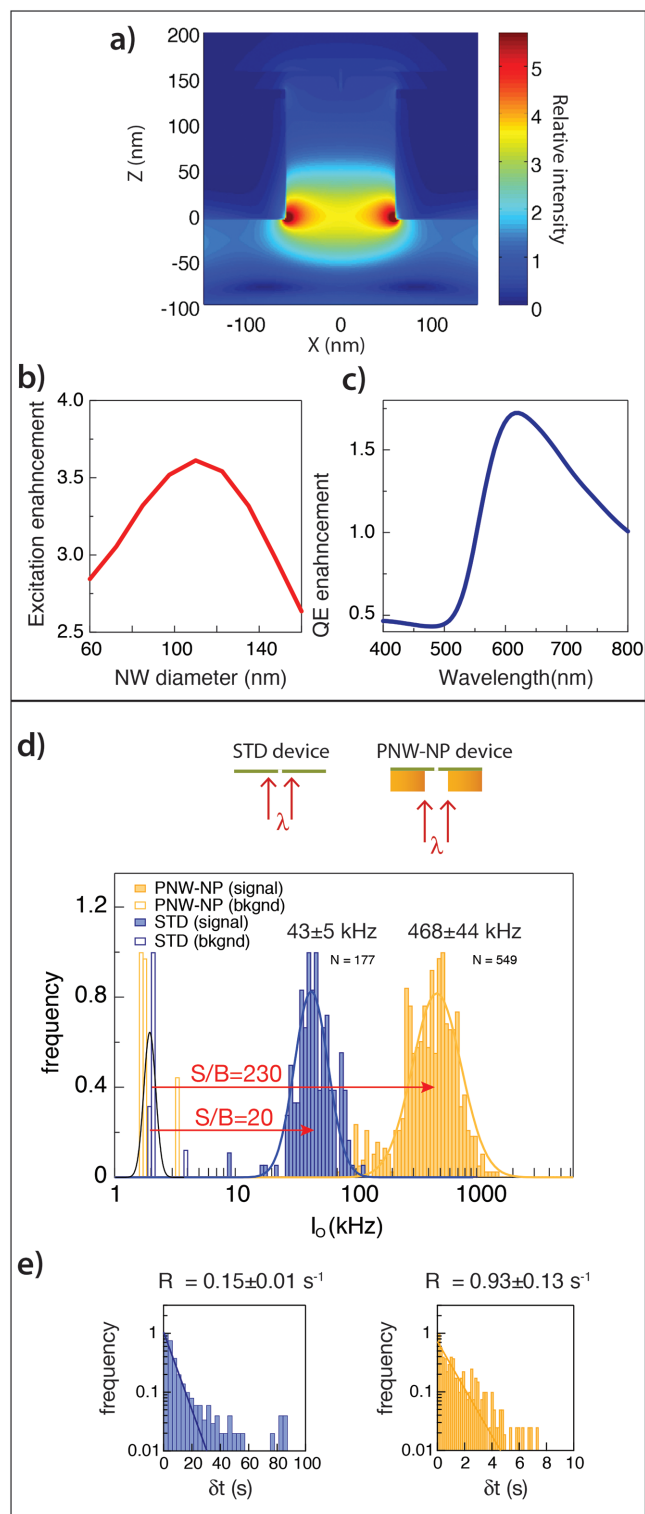 a)
200
150
100
50
0
-50
-100
Z (nm)
-100 0 100
X (nm)
5
4
3
2
1
0
Relative intensity
b)
4.0
3.5
3.0
2.5
Excitation enahncement
60 100 140
NW diameter (nm)
c)
1.5
1.0
0.5
QE enahncement
400 500 600 700 800
Wavelength(nm)
d)
STD device
PNW-NP device
λ
λ
PNW-NP (signal)
PNW-NP (bkgnd)
STD (signal)
STD (bkgnd)
43±5 kHz
N = 177
468±44 kHz
N = 549
S/B=230
S/B=20
1.2
0.8
0.4
0
frequency
1 10 100 1000
IO(kHz)
e)
R = 0.15±0.01 s-1
1
0.1
0.01
frequency
0 20 40 60 80 100
δt (s)
R = 0.93±0.13 s-1
1
0.1
0.01
frequency
0 2 4 6 8 10
δt (s)